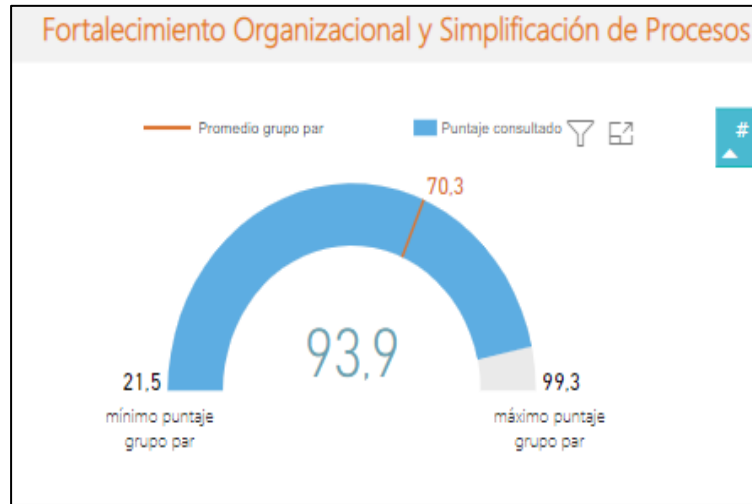 Fortalecimiento Organizacional y Simplificación de Procesos
Promedio grupo par
Puntaje consultado
#
70,3
93,9
21,5
99,3
mínimo puntaje
grupo par
máximo puntaje
grupo par